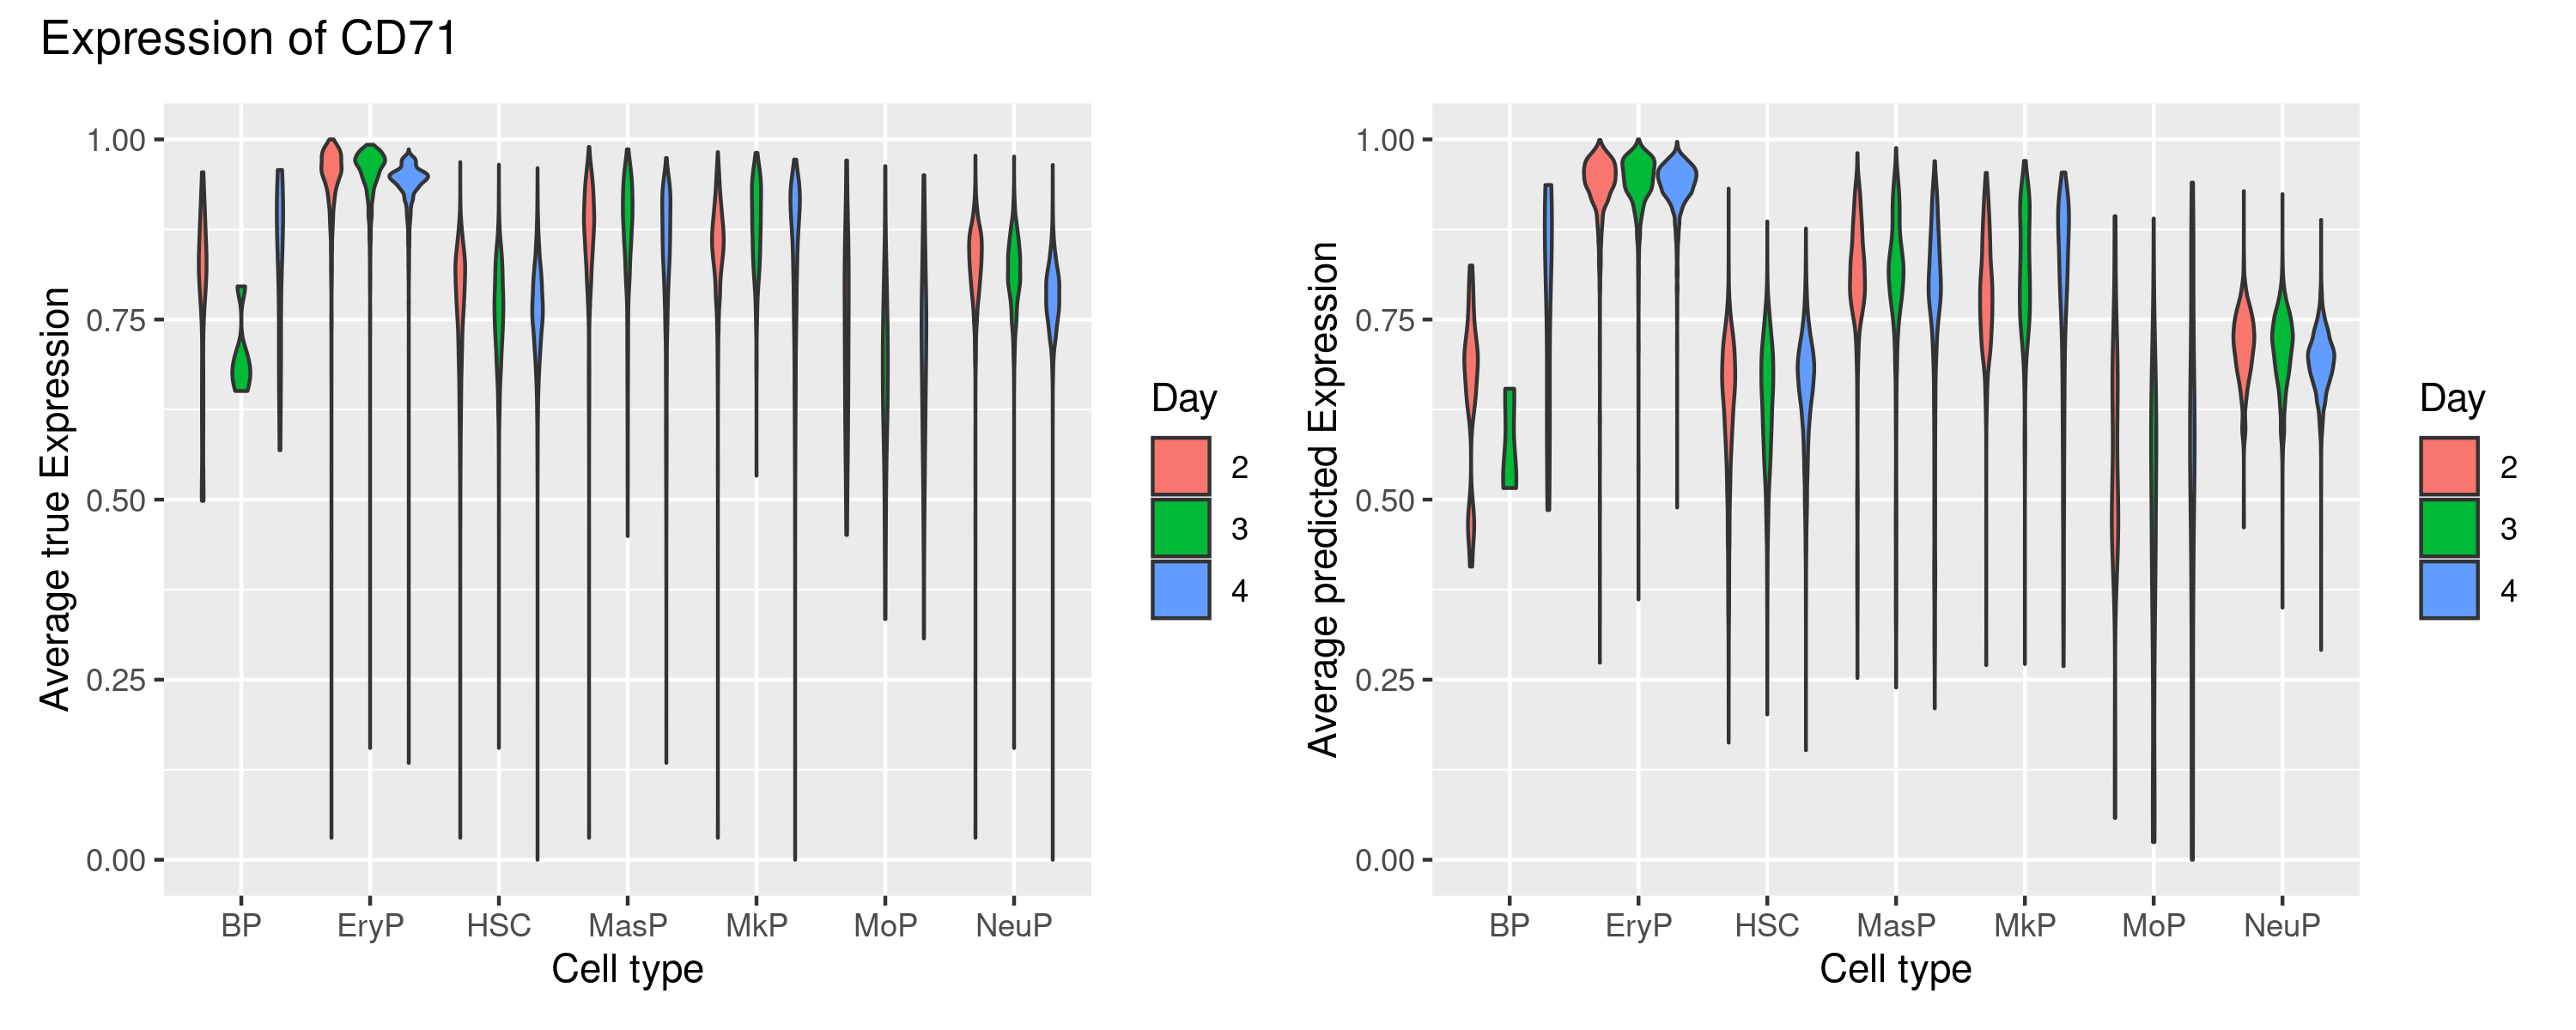 Expression of CD71
Average true Expression
1.00
0.75
0.50
0.25
0.00
BP EryP HSC MasP MkP MoP NeuP
Cell type
Day
2
3
4
Average predicted Expression
1.00
0.75
0.50
0.25
0.00
BP EryP HSC MasP MkP MoP NeuP
Cell type
Day
2
3
4